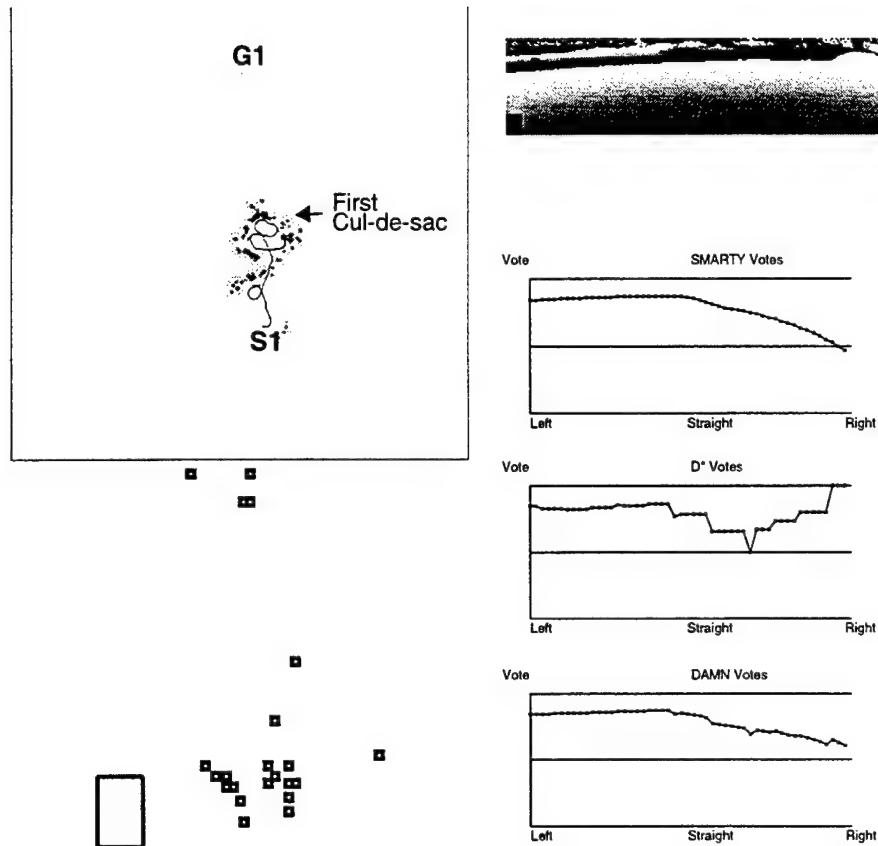 G1
First
Cul-de-sac
S1
Vote SMARTY Votes
Left Straight Right
Vote D* Votes
Left Straight Right
Vote DAMN Votes
Left Straight Right